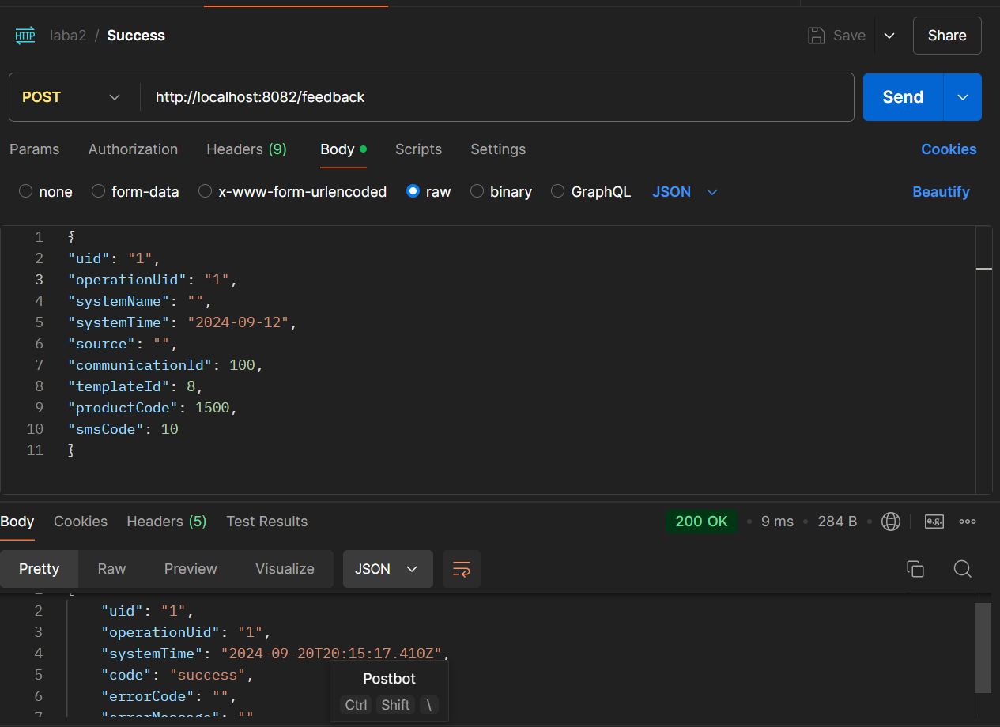 HTTP laba2 / Success Save Share
POST http://localhost:8082/feedback Send
Params Authorization Headers (9) Body Scripts Settings Cookies
none form-data x-www-form-urlencoded raw binary GraphQL JSON Beautify
1 {
2 "uid": "1",
3 "operationUid": "1",
4 "systemName": "",
5 "systemTime": "2024-09-12",
6 "source": "",
7 "communicationId": 100,
8 "templateId": 8,
9 "productCode": 1500,
10 "smsCode": 10
11 }
Body Cookies Headers (5) Test Results 200 OK • 9 ms • 284 B • e.g.
Pretty Raw Preview Visualize JSON
2 "uid": "1",
3 "operationUid": "1",
4 "systemTime": "2024-09-20T20:15:17.410Z",
5 "code": "success",
6 "errorCode": "",
7 "errorMessage": ""
Postbot
Ctrl Shift \